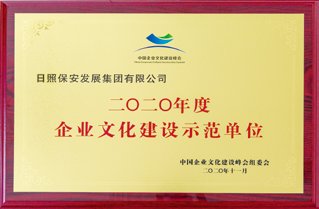 中国企业文化建设峰会
日照保安发展集团有限公司
二〇二〇年度
企业文化建设示范单位
中国企业文化建设峰会组委会
二〇二〇年十一月